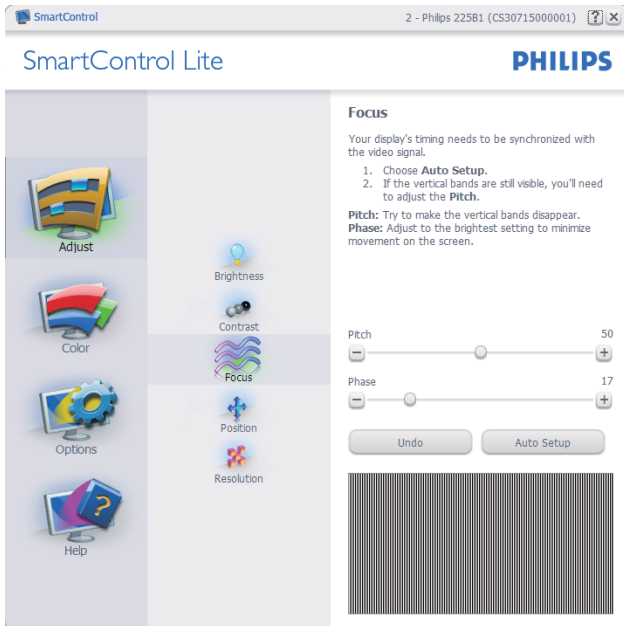 SmartControl
2 - Philips 225B1 (CS30715000001)
SmartControl Lite
PHILIPS
Adjust
Color
Options
Help
Brightness
Contrast
Focus
Position
Resolution
Focus
Your display's timing needs to be synchronized with
the video signal.
1. Choose Auto Setup.
2. If the vertical bands are still visible, you'll need
to adjust the Pitch.
Pitch: Try to make the vertical bands disappear.
Phase: Adjust to the brightest setting to minimize
movement on the screen.
Pitch 50
Phase 17
Undo
Auto Setup